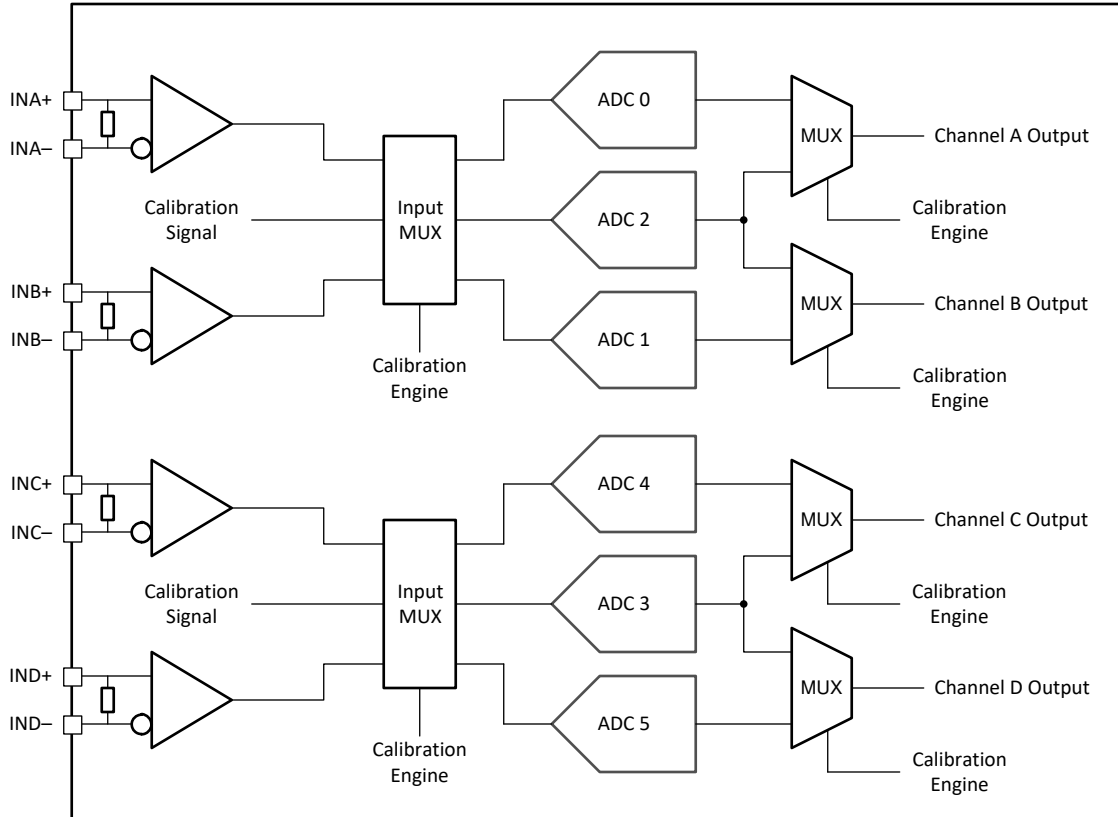 INA+
INA–
ADC 0
MUX
Channel A Output
Calibration
Signal
Input
MUX
ADC 2
Calibration
Engine
INB+
INB–
ADC 1
MUX
Channel B Output
Calibration
Engine
Calibration
Engine
INC+
INC–
ADC 4
MUX
Channel C Output
Calibration
Signal
Input
MUX
ADC 3
Calibration
Engine
IND+
IND–
ADC 5
MUX
Channel D Output
Calibration
Engine
Calibration
Engine